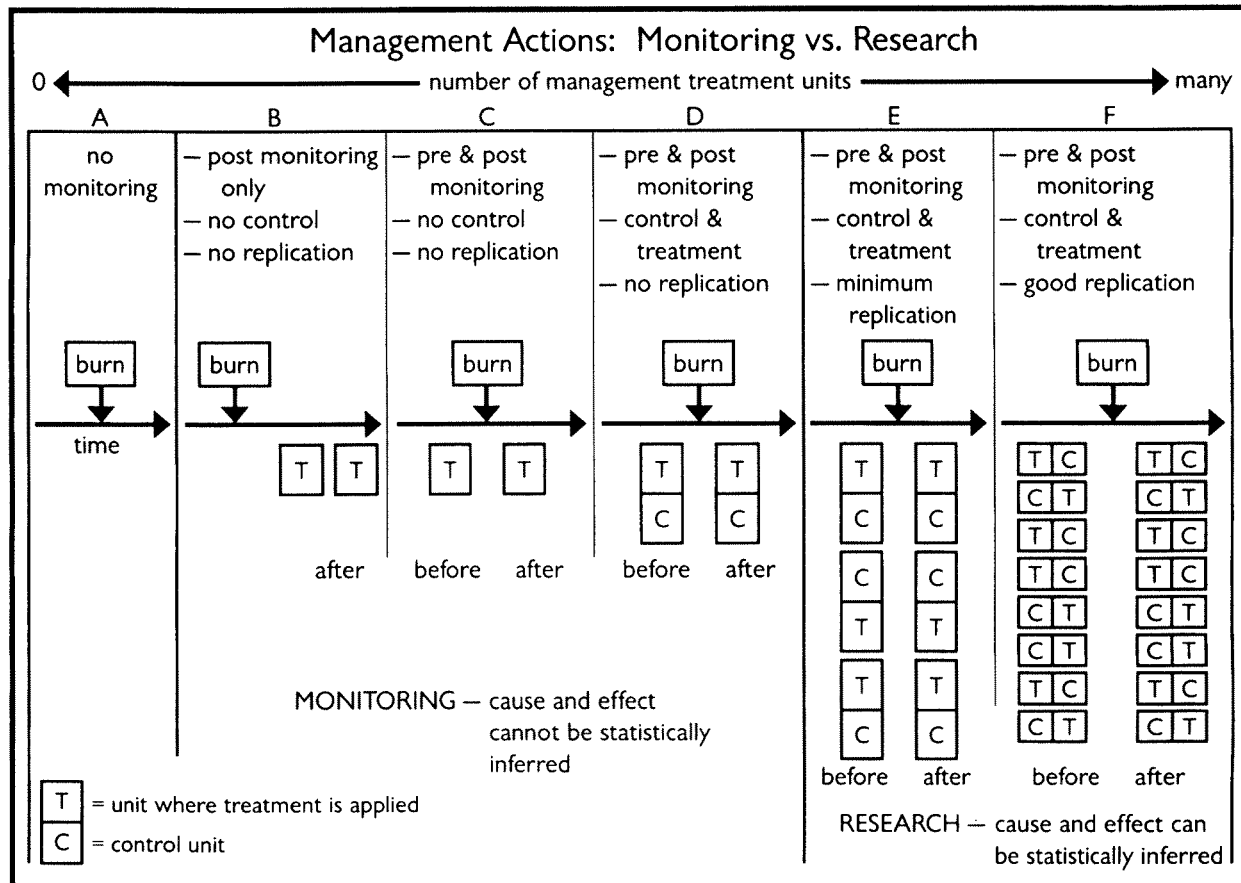 Management Actions: Monitoring vs. Research
0 number of management treatment units many
A
no
monitoring
burn
time
B
– post monitoring
only
– no control
– no replication
burn
T T
after
C
– pre & post
monitoring
– no control
– no replication
burn
T T
before after
D
– pre & post
monitoring
– control &
treatment
– no replication
burn
T T
C C
before after
E
– pre & post
monitoring
– control &
treatment
– minimum
replication
burn
T T
C C
C C
T T
T T
C C
before after
F
– pre & post
monitoring
– control &
treatment
– good replication
burn
T C T C
C T C T
T C T C
T C T C
C T C T
C T C T
T C T C
C T C T
before after
MONITORING – cause and effect
cannot be statistically
inferred
RESEARCH – cause and effect can
be statistically inferred
T = unit where treatment is applied
C = control unit